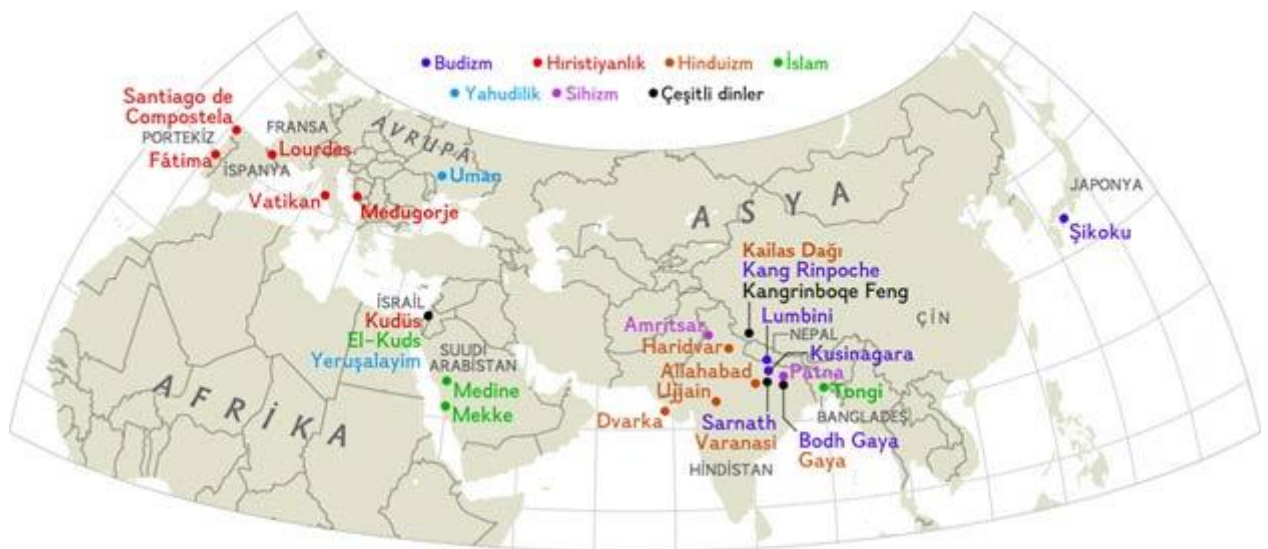 Budizm
Hıristiyanlık
Hinduizm
İslam
Yahudilik
Sihizm
Çeşitli dinler
Santiago de
Compostela
PORTEKİZ
FRANSA
AVRUPA
Fátima
İSPANYA
Lourdes
Uman
Vatikan
Medugorje
ASYA
JAPONYA
Şikoku
Kailas Dağı
Kang Rinpoche
Kangrinboqe Feng
İSRAİL
Kudüs
El-Kuds
Yeruşalayim
SUUDİ
ARABİSTAN
Medine
Mekke
AFRİKA
Amritsar
Haridvar
Lumbini
NEPAL
ÇİN
Kusinagara
Allahabad
Patna
Ujjain
Tongi
Dvarka
BANGLADEŞ
Sarnath
Varanasi
Bodh Gaya
Gaya
HİNDİSTAN